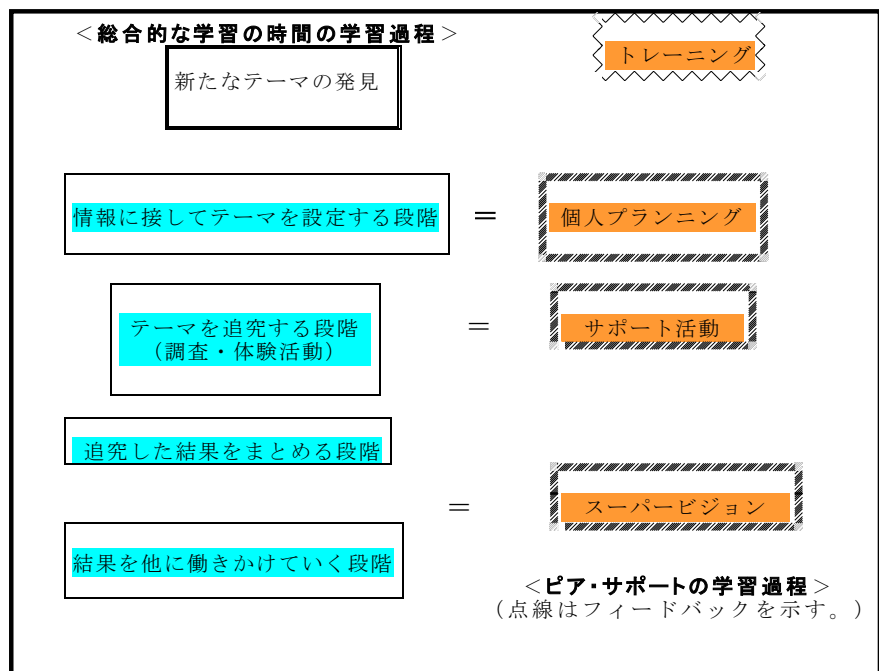 ＜総合的な学習の時間の学習過程＞
トレーニング
新たなテーマの発見
情報に接してテーマを設定する段階
＝
個人プランニング
テーマを追究する段階
（調査・体験活動）
＝
サポート活動
追究した結果をまとめる段階
＝
スーパービジョン
結果を他に働きかけていく段階
＜ピア・サポートの学習過程＞
（点線はフィードバックを示す。）